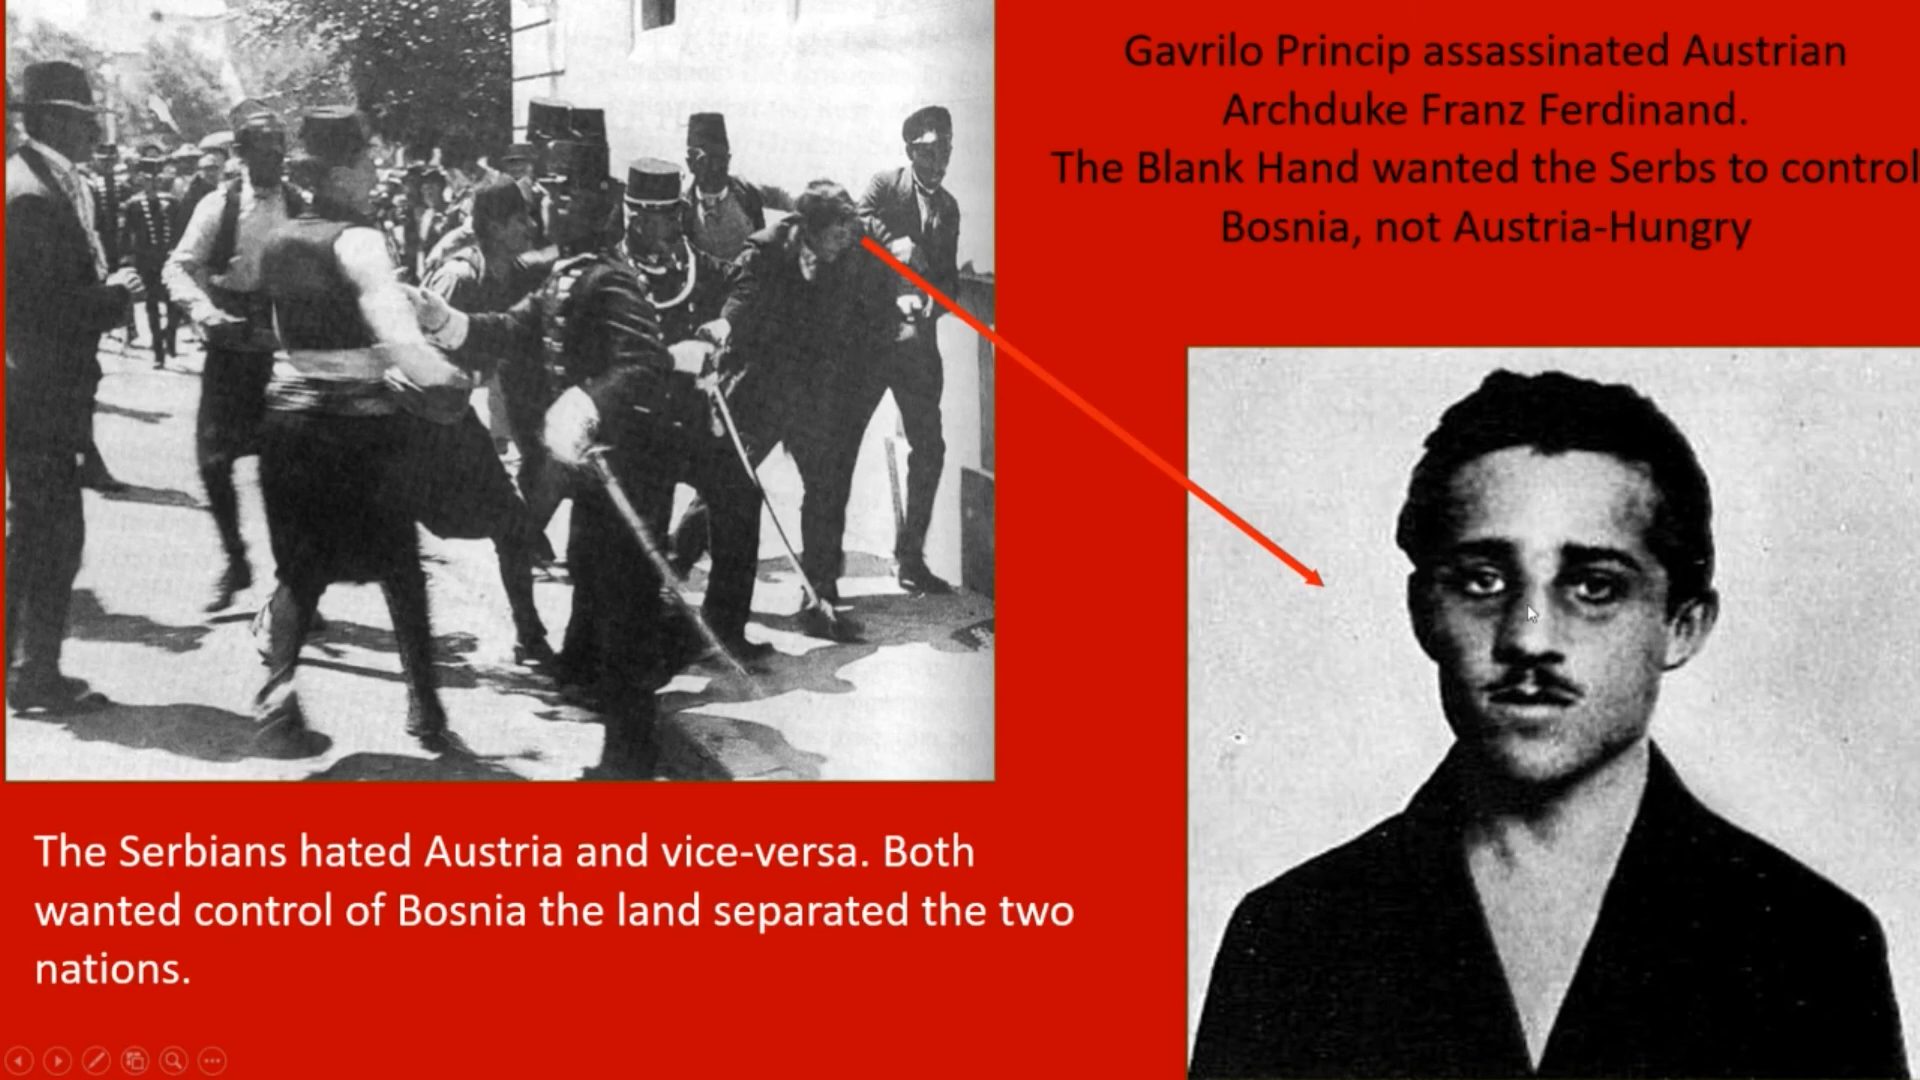 Gavrilo Princip assassinated Austrian
Archduke Franz Ferdinand.
The Blank Hand wanted the Serbs to control
Bosnia, not Austria-Hungry
The Serbians hated Austria and vice-versa. Both
wanted control of Bosnia the land separated the two
nations.